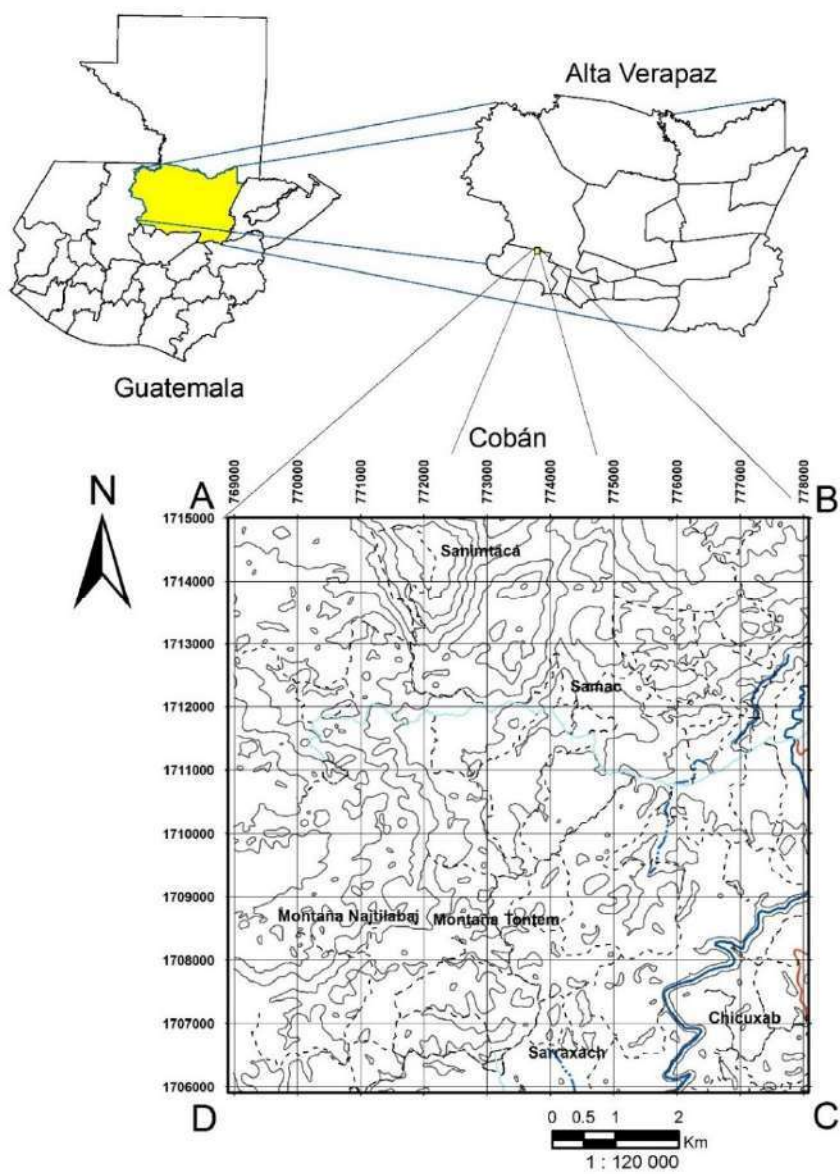 Alta Verapaz
Guatemala
Cobán
N
A
769000
770000
771000
772000
773000
774000
775000
776000
777000
778000
B
1715000
Sanimtacá
1714000
1713000
Samac
1712000
1711000
1710000
1709000
Montaña Najtilabaj
Montaña Tontem
1708000
Chicuxab
1707000
Sarraxach
1706000
D
C
0 0.5 1 2
Km
1 : 120 000